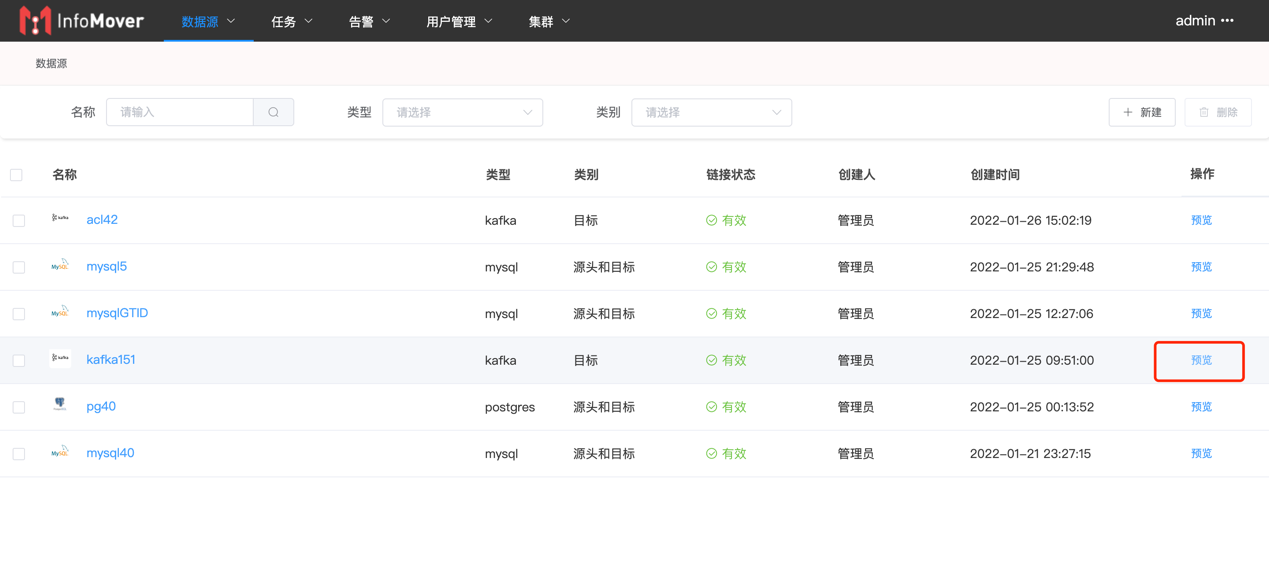 InfoMover 数据源 任务 告警 用户管理 集群 admin •••
数据源
名称 请输入 类型 请选择 类别 请选择 + 新建 删除
名称 类型 类别 链接状态 创建人 创建时间 操作
kafka acl42 kafka 目标 有效 管理员 2022-01-26 15:02:19 预览
MySQL mysql5 mysql 源头和目标 有效 管理员 2022-01-25 21:29:48 预览
MySQL mysqlGTID mysql 源头和目标 有效 管理员 2022-01-25 12:27:06 预览
kafka kafka151 kafka 目标 有效 管理员 2022-01-25 09:51:00 预览
pg40 postgres 源头和目标 有效 管理员 2022-01-25 00:13:52 预览
MySQL mysql40 mysql 源头和目标 有效 管理员 2022-01-21 23:27:15 预览